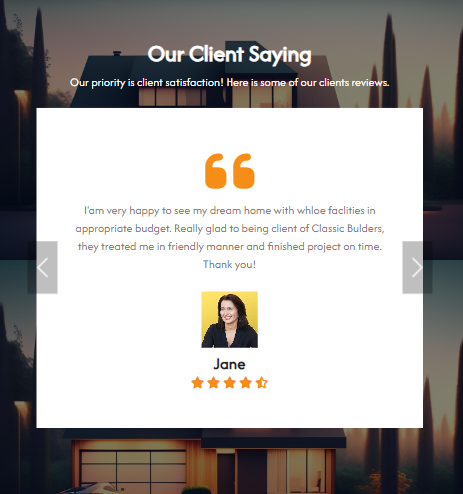 Our Client Saying
Our priority is client satisfaction! Here is some of our clients reviews.
I'am very happy to see my dream home with whloe faclities in
appropriate budget. Really glad to being client of Classic Bulders,
they treated me in friendly manner and finished project on time.
Thank you!
Jane